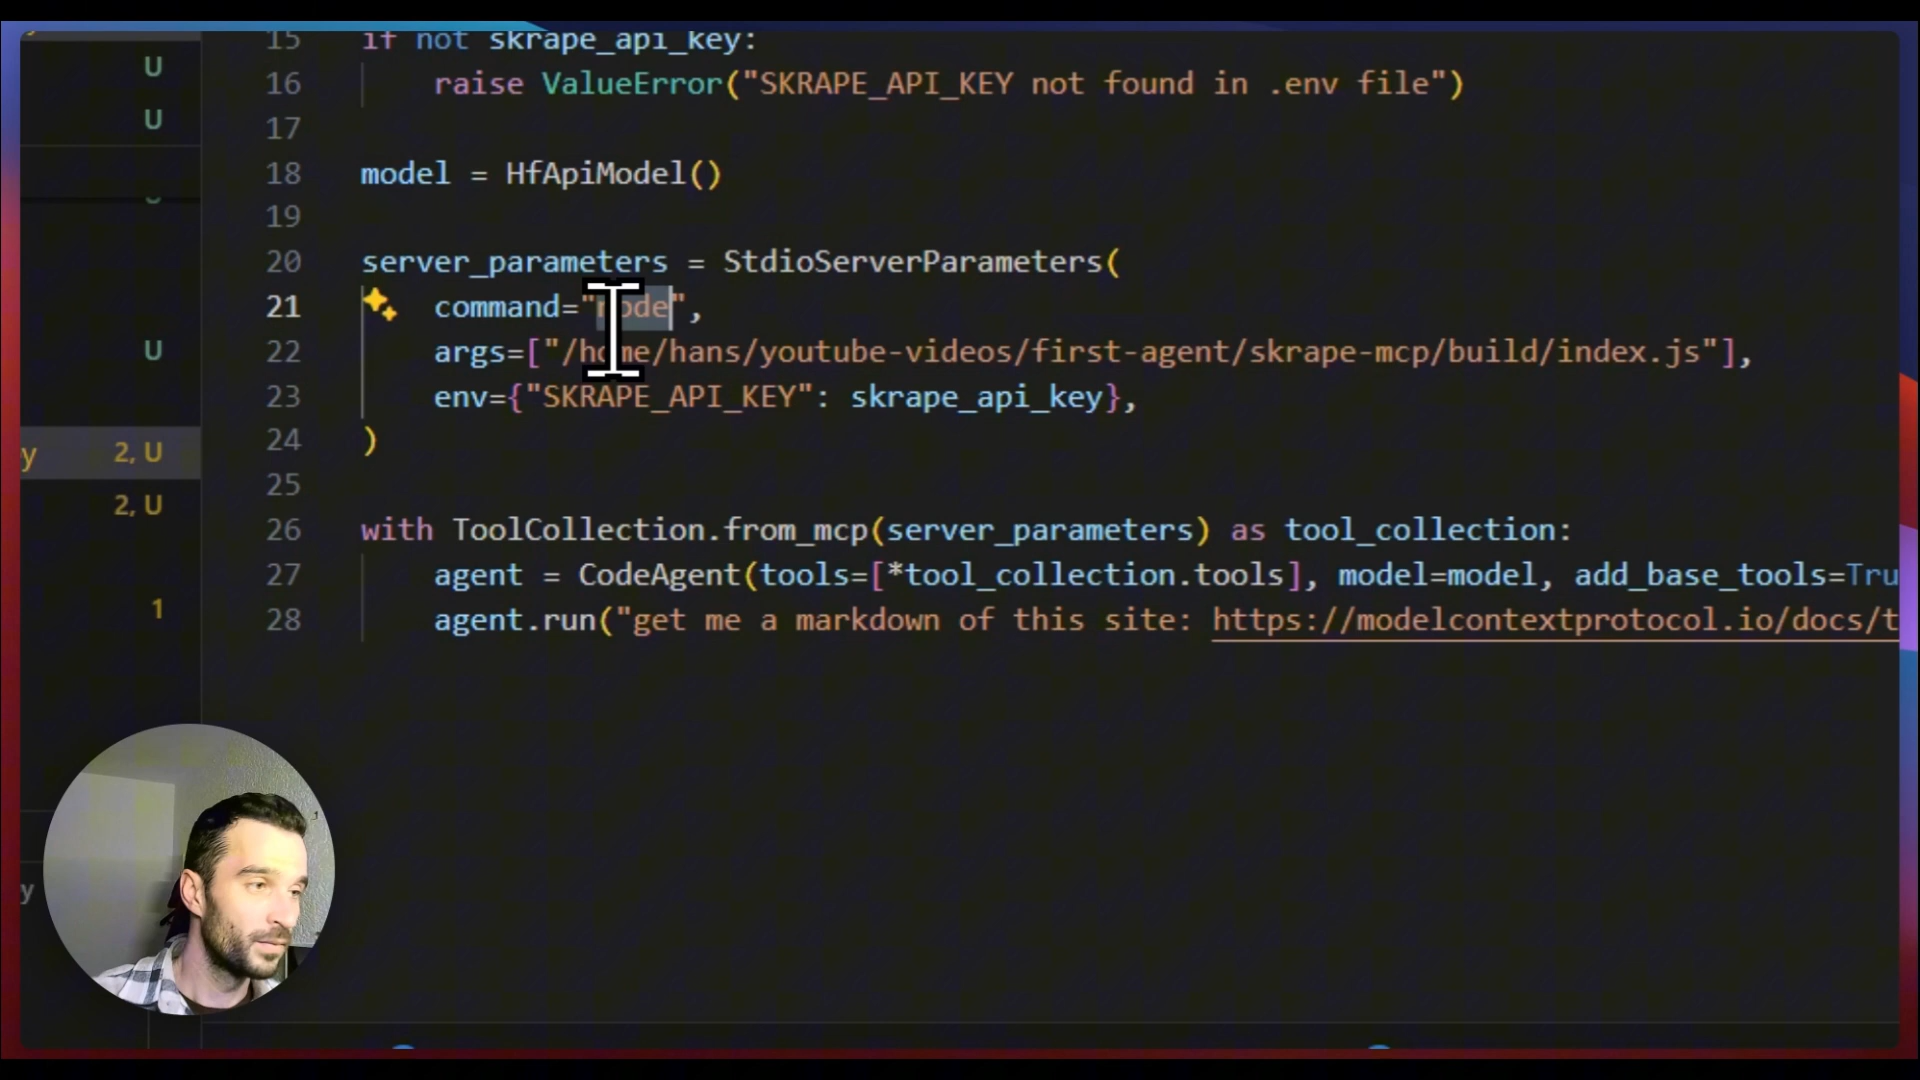 U
U
U
y 2, U
2, U
1
y
15 if not skrape_api_key:
16 raise ValueError("SKRAPE_API_KEY not found in .env file")
17
18 model = HfApiModel()
19
20 server_parameters = StdioServerParameters(
21 command="node",
22 args=["/home/hans/youtube-videos/first-agent/skrape-mcp/build/index.js"],
23 env={"SKRAPE_API_KEY": skrape_api_key},
24 )
25
26 with ToolCollection.from_mcp(server_parameters) as tool_collection:
27 agent = CodeAgent(tools=[*tool_collection.tools], model=model, add_base_tools=Tru
28 agent.run("get me a markdown of this site: https://modelcontextprotocol.io/docs/t